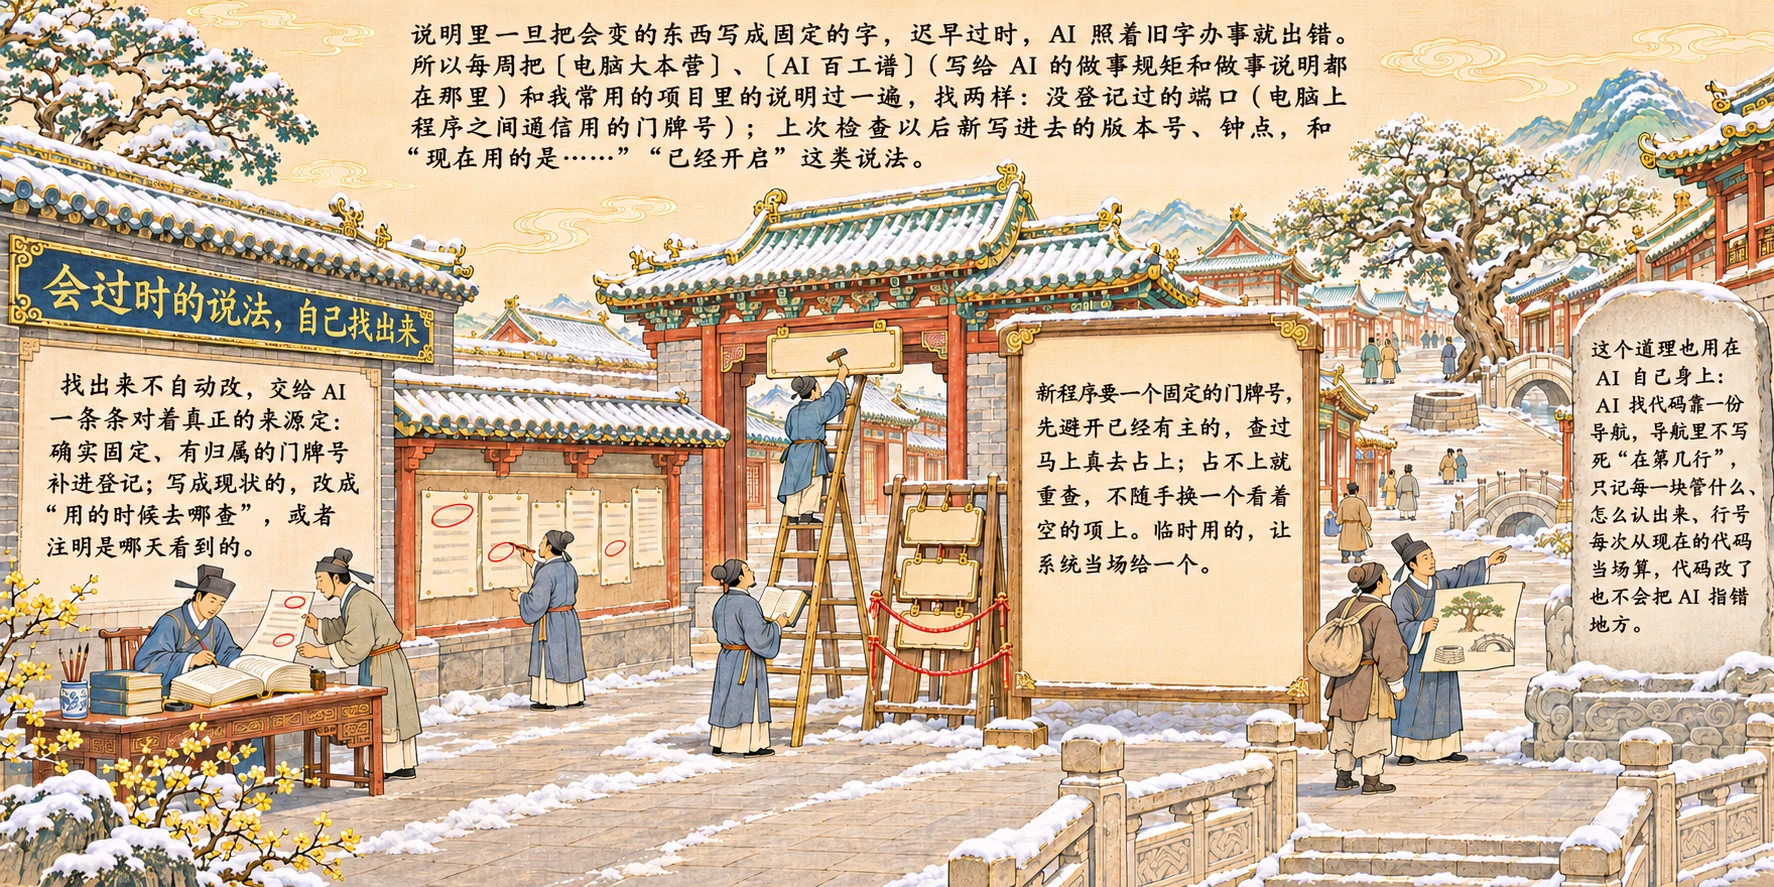 说明里一旦把会变的东西写成固定的字，迟早过时，AI 照着旧字办事就出错。
所以每周把［电脑大本营］、［AI 百工谱］（写给 AI 的做事规矩和做事说明都
在那里）和我常用的项目里的说明过一遍，找两样：没登记过的端口（电脑上
程序之间通信用的门牌号）；上次检查以后新写进去的版本号、钟点，和
“现在用的是……”“已经开启”这类说法。
会过时的说法，自己找出来
找出来不自动改，交给 AI
一条条对着真正的来源定：
确实固定、有归属的门牌号
补进登记；写成现状的，改成
“用的时候去哪查”，或者
注明是哪天看到的。
新程序要一个固定的门牌号，
先避开已经有主的，查过
马上真去占上；占不上就
重查，不随手换一个看着
空的顶上。临时用的，让
系统当场给一个。
这个道理也用在
AI 自己身上：
AI 找代码靠一份
导航，导航里不写
死“在第几行”，
只记每一块管什么、
怎么认出来，行号
每次从现在的代码
当场算，代码改了
也不会把 AI 指错
地方。